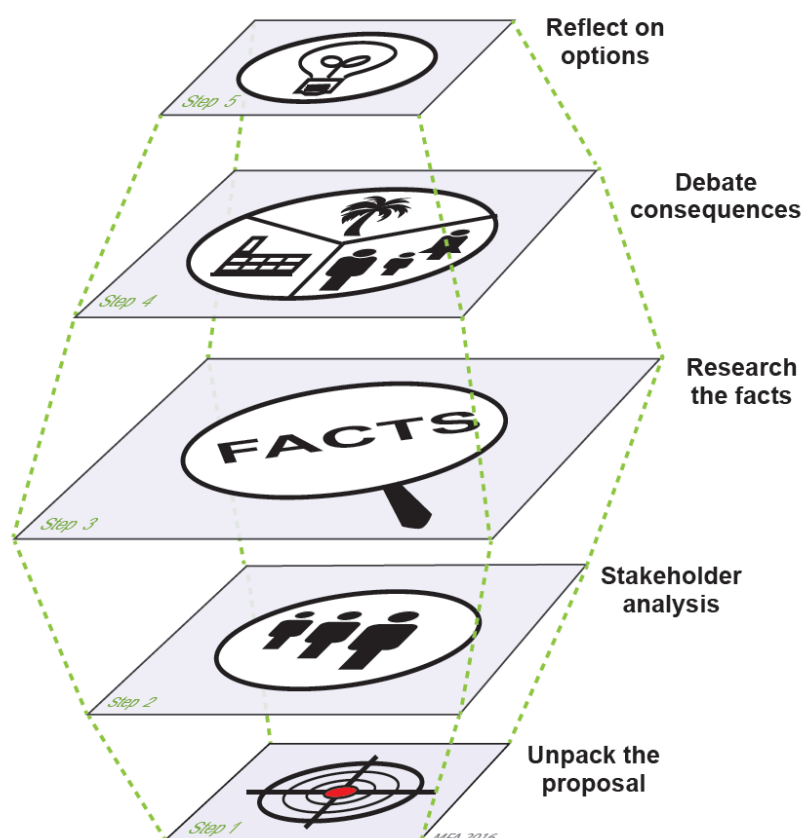 Reflect on
options
Step 5
Debate
consequences
Step 4
Research
the facts
FACTS
Step 3
Stakeholder
analysis
Step 2
Unpack the
proposal
Step 1
MFA 2016